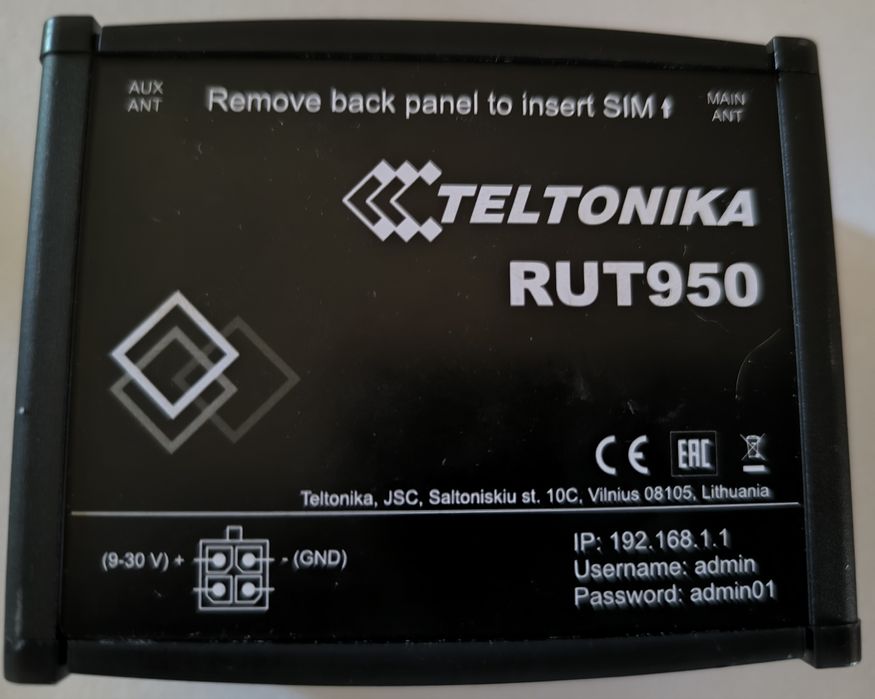 AUX
ANT
Remove back panel to insert SIM
MAIN
ANT
TELTONIKA
RUT950
CE EAC
Teltonika, JSC, Saltoniskiu st. 10C, Vilnius 08105, Lithuania
(9-30 V) + - (GND)
IP: 192.168.1.1
Username: admin
Password: admin01